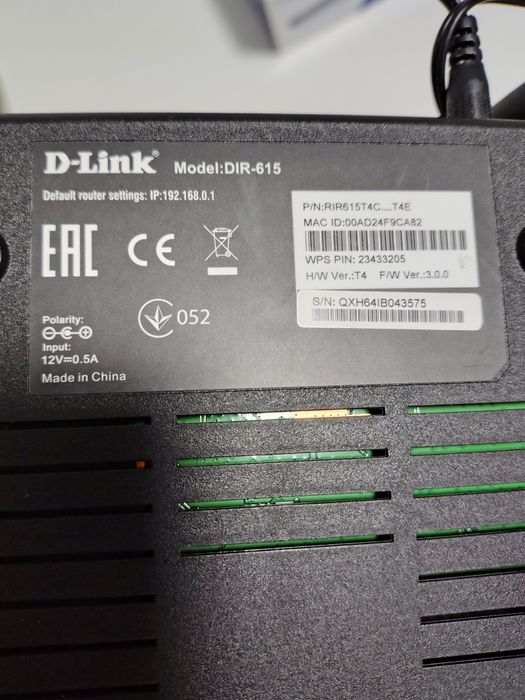 D-Link
Model:DIR-615
Default router settings: IP:192.168.0.1
P/N:RIR615T4C....T4E
MAC ID:00AD24F9CA82
WPS PIN: 23433205
H/W Ver.:T4 F/W Ver.:3.0.0
S/N: QXH64IB043575
EAC CE
052
Polarity:
Input:
12V=0.5A
Made in China